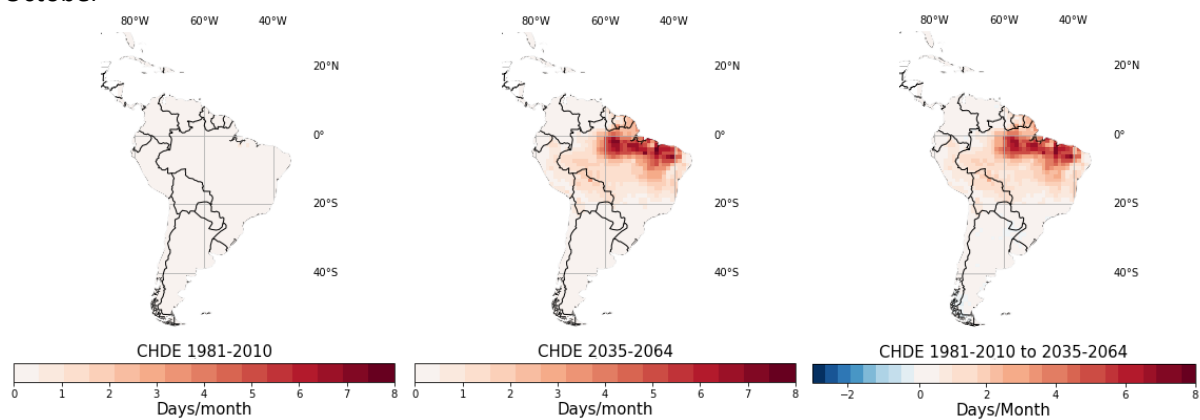 80°W 60°W 40°W 80°W 60°W 40°W 80°W 60°W 40°W
20°N 20°N 20°N
0° 0° 0°
20°S 20°S 20°S
40°S 40°S 40°S
CHDE 1981-2010 CHDE 2035-2064 CHDE 1981-2010 to 2035-2064
0 1 2 3 4 5 6 7 8 0 1 2 3 4 5 6 7 8 −2 0 2 4 6 8
Days/month Days/month Days/Month